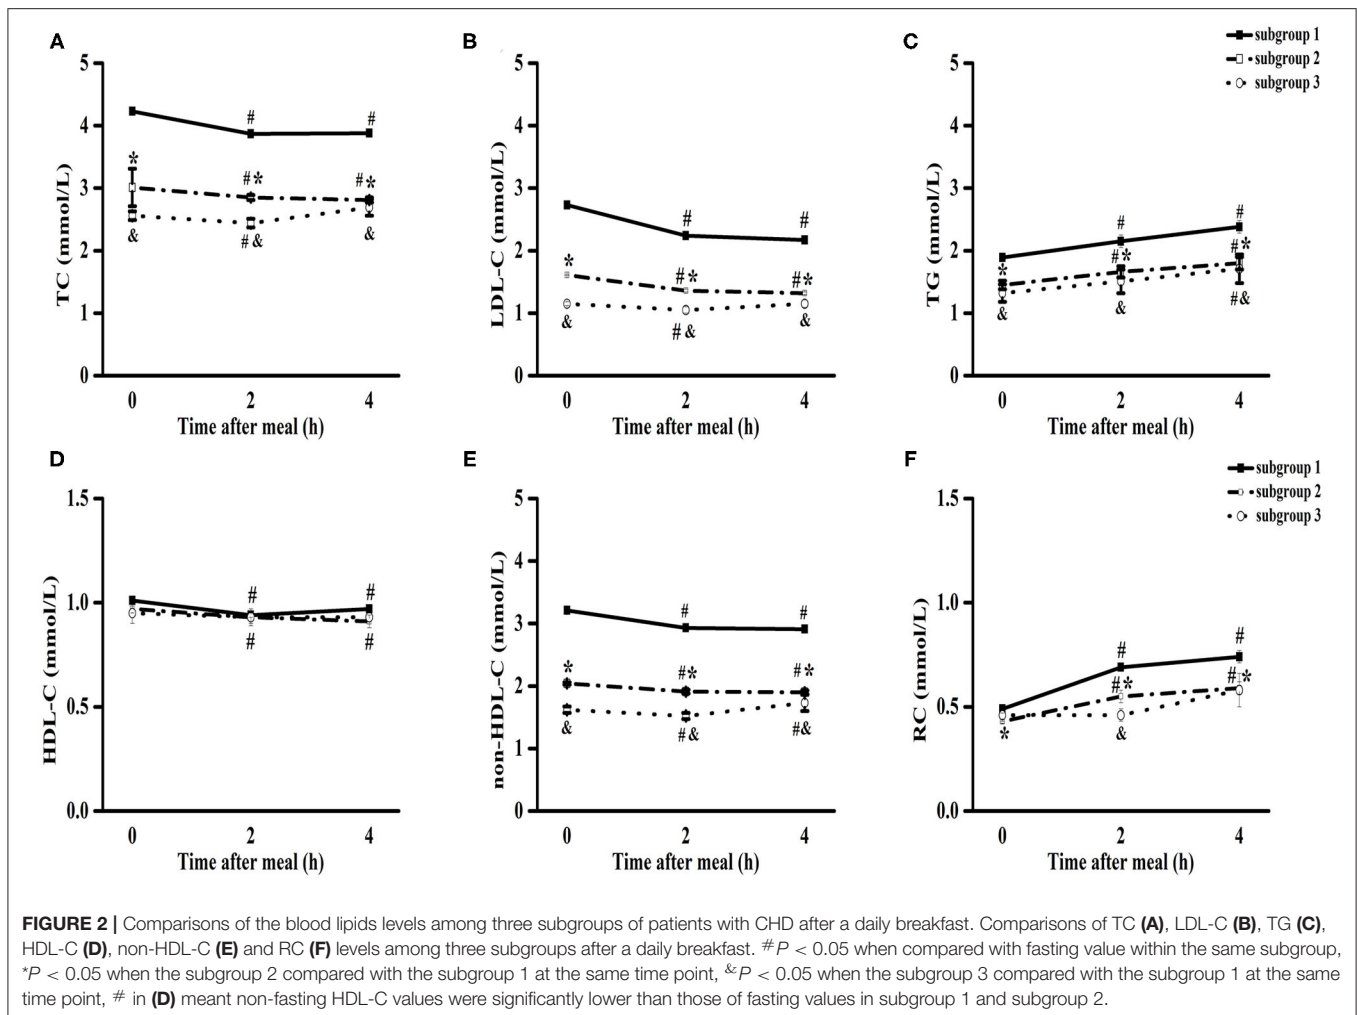 A
B
C
subgroup 1
subgroup 2
subgroup 3
TC (mmol/L)
5
4
3
2
1
0
# #
* #* #*
& #& &
0 2 4
Time after meal (h)
LDL-C (mmol/L)
5
4
3
2
1
0
# #
* #* #*
& #& &
0 2 4
Time after meal (h)
TG (mmol/L)
5
4
3
2
1
0
# #
* #* #*
& & #&
0 2 4
Time after meal (h)
D
E
F
subgroup 1
subgroup 2
subgroup 3
HDL-C (mmol/L)
1.5
1.0
0.5
0.0
# #
# #
0 2 4
Time after meal (h)
non-HDL-C (mmol/L)
5
4
3
2
1
0
# #
* #* #*
& #& #&
0 2 4
Time after meal (h)
RC (mmol/L)
1.5
1.0
0.5
0.0
# #
#* #*
* &
0 2 4
Time after meal (h)
FIGURE 2 | Comparisons of the blood lipids levels among three subgroups of patients with CHD after a daily breakfast. Comparisons of TC (A), LDL-C (B), TG (C),
HDL-C (D), non-HDL-C (E) and RC (F) levels among three subgroups after a daily breakfast. #P < 0.05 when compared with fasting value within the same subgroup,
*P < 0.05 when the subgroup 2 compared with the subgroup 1 at the same time point, &P < 0.05 when the subgroup 3 compared with the subgroup 1 at the same
time point, # in (D) meant non-fasting HDL-C values were significantly lower than those of fasting values in subgroup 1 and subgroup 2.